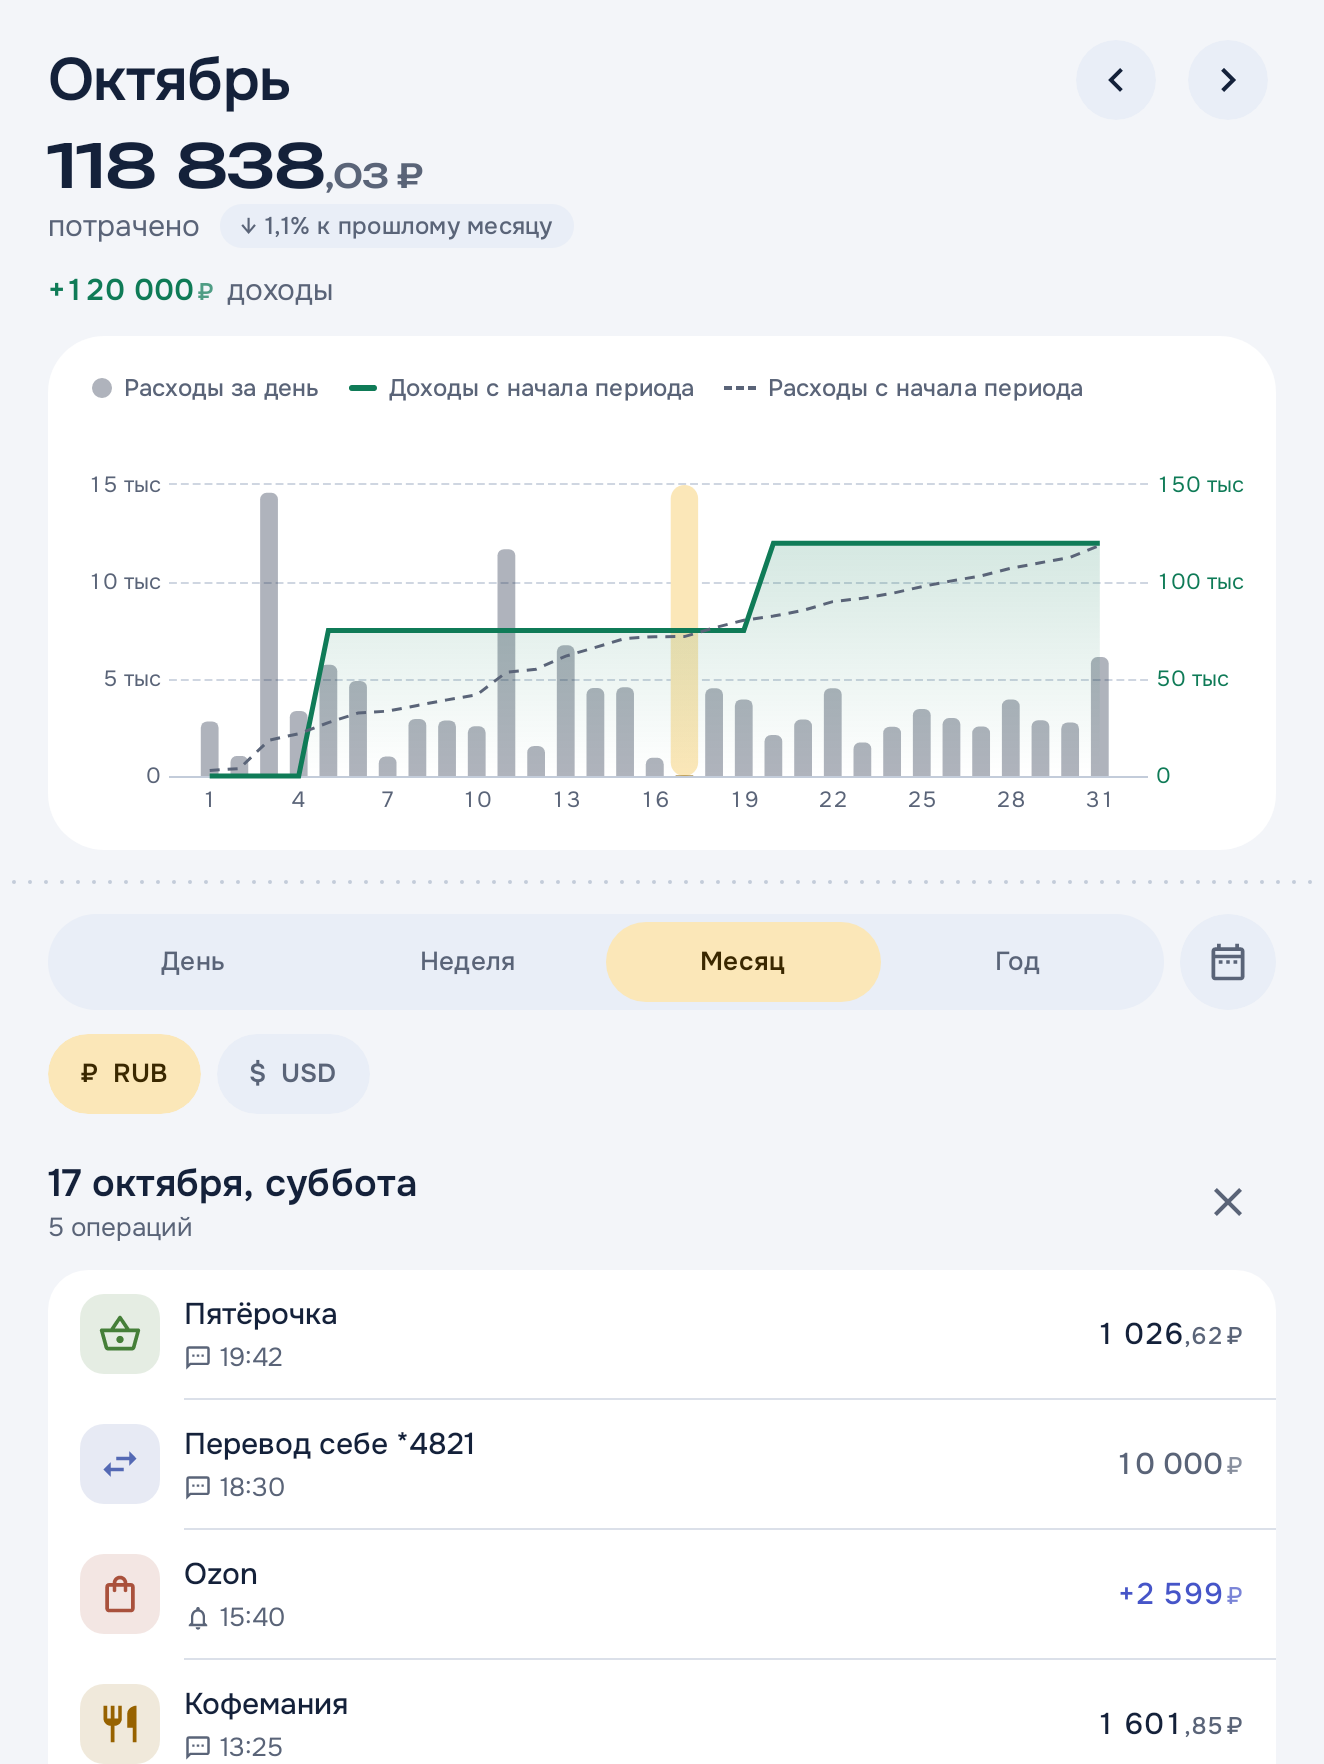 Октябрь
118 838,03 ₽
потрачено ↓ 1,1% к прошлому месяцу
+120 000 ₽ доходы
Расходы за день Доходы с начала периода Расходы с начала периода
15 тыс 150 тыс
10 тыс 100 тыс
5 тыс 50 тыс
0 0
1 4 7 10 13 16 19 22 25 28 31
День Неделя Месяц Год
₽ RUB $ USD
17 октября, суббота
5 операций
Пятёрочка
1 026,62 ₽
19:42
Перевод себе *4821
10 000 ₽
18:30
Ozon
+2 599 ₽
15:40
Кофемания
1 601,85 ₽
13:25